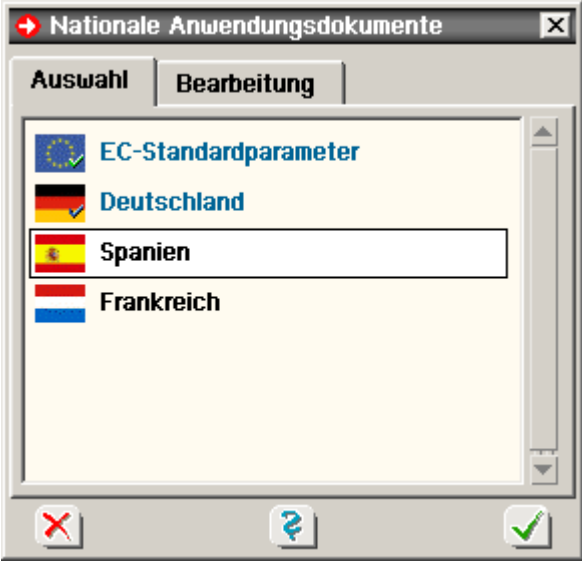 Nationale Anwendungsdokumente
Auswahl Bearbeitung
EC-Standardparameter
Deutschland
Spanien
Frankreich